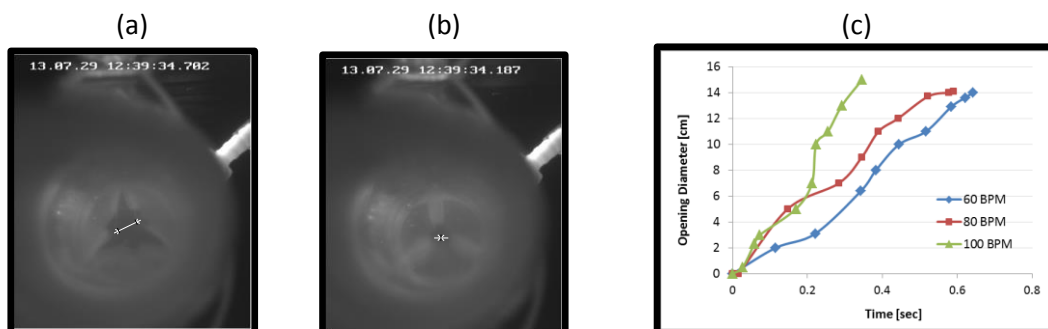 (a)
(b)
(c)
13.07.29 12:39:34.702
13.07.29 12:39:34.187
16
14
12
10
8
6
4
2
0
Opening Diameter [cm]
60 BPM
80 BPM
100 BPM
0
0.2
0.4
0.6
0.8
Time [sec]